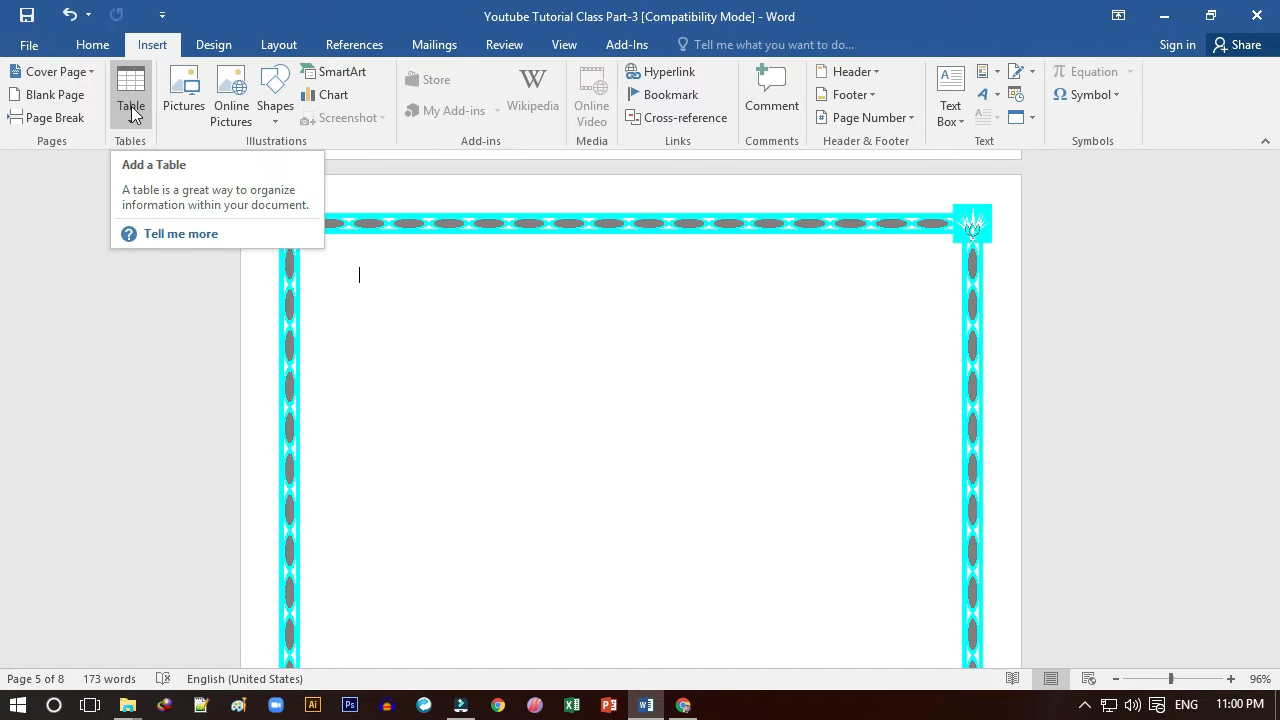 Youtube Tutorial Class Part-3 [Compatibility Mode] - Word
File
Home
Insert
Design
Layout
References
Mailings
Review
View
Add-Ins
Tell me what you want to do...
Sign in
Share
Cover Page
Blank Page
Page Break
Pages
Table
Tables
Pictures
Online Pictures
Shapes
SmartArt
Chart
Screenshot
Illustrations
Store
My Add-ins
Wikipedia
Add-ins
Online Video
Media
Hyperlink
Bookmark
Cross-reference
Links
Comment
Comments
Header
Footer
Page Number
Header & Footer
Text Box
Text
Equation
Symbol
Symbols
Add a Table
A table is a great way to organize
information within your document.
Tell me more
Page 5 of 8
173 words
English (United States)
96%
ENG
11:00 PM